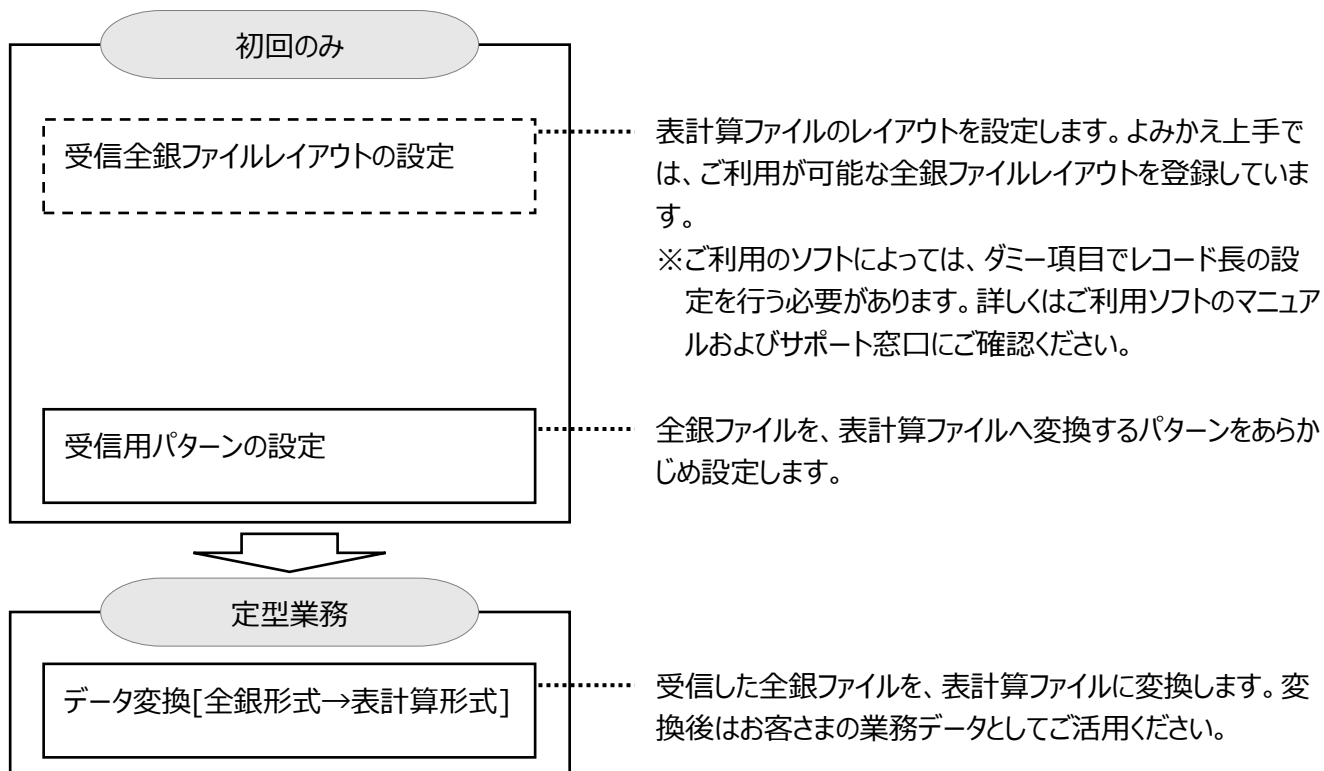 初回のみ
受信全銀ファイルレイアウトの設定
表計算ファイルのレイアウトを設定します。よみかえ上手で
は、ご利用が可能な全銀ファイルレイアウトを登録していま
す。
※ご利用のソフトによっては、ダミー項目でレコード長の設
定を行う必要があります。詳しくはご利用ソフトのマニュア
ルおよびサポート窓口にご確認ください。
受信用パターンの設定
全銀ファイルを、表計算ファイルへ変換するパターンをあらか
じめ設定します。
定型業務
データ変換[全銀形式→表計算形式]
受信した全銀ファイルを、表計算ファイルに変換します。変
換後はお客さまの業務データとしてご活用ください。